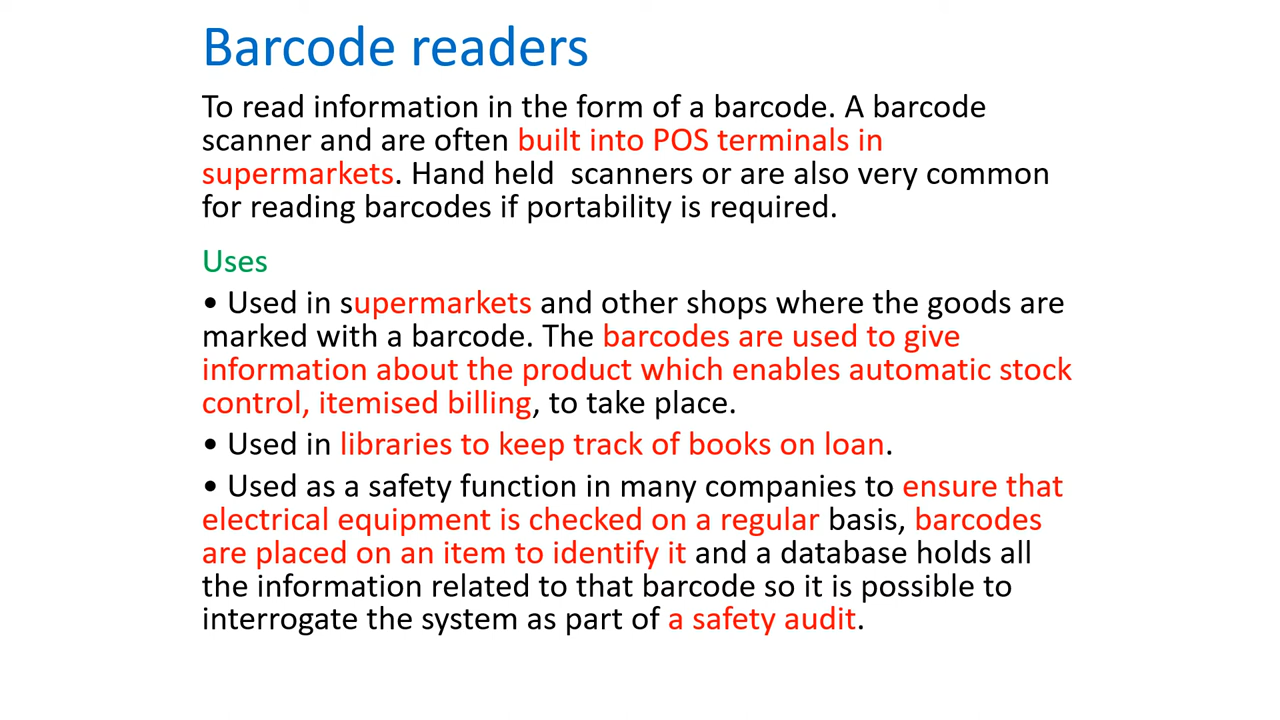 Barcode readers
To read information in the form of a barcode. A barcode
scanner and are often built into POS terminals in
supermarkets. Hand held  scanners or are also very common
for reading barcodes if portability is required.
Uses
• Used in supermarkets and other shops where the goods are
marked with a barcode. The barcodes are used to give
information about the product which enables automatic stock
control, itemised billing, to take place.
• Used in libraries to keep track of books on loan.
• Used as a safety function in many companies to ensure that
electrical equipment is checked on a regular basis, barcodes
are placed on an item to identify it and a database holds all
the information related to that barcode so it is possible to
interrogate the system as part of a safety audit.